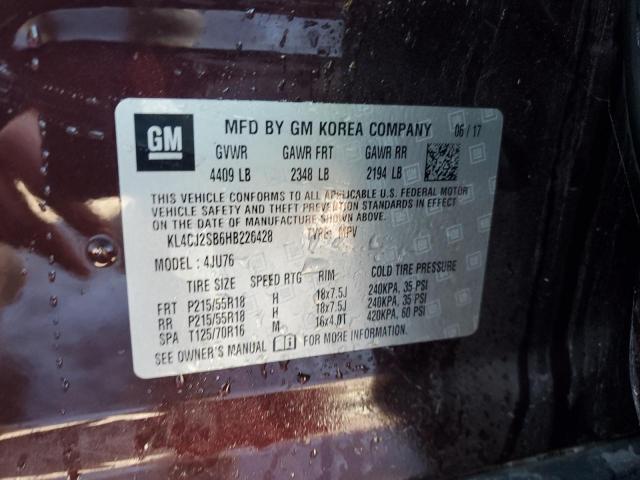 GM
MFD BY GM KOREA COMPANY 06/17
GVWR GAWR FRT GAWR RR
4409 LB 2348 LB 2194 LB
THIS VEHICLE CONFORMS TO ALL APPLICABLE U.S. FEDERAL MOTOR
VEHICLE SAFETY AND THEFT PREVENTION STANDARDS IN EFFECT
ON THE DATE OF MANUFACTURE SHOWN ABOVE.
KL4CJ2SB6HB226428 TYPE: MPV
MODEL: 4JU76
TIRE SIZE SPEED RTG RIM COLD TIRE PRESSURE
FRT P215/55R18 H 18x7.5J 240KPA, 35 PSI
RR P215/55R18 H 18x7.5J 240KPA, 35 PSI
SPA T125/70R16 M 16x4.0T 420KPA, 60 PSI
SEE OWNER'S MANUAL FOR MORE INFORMATION.